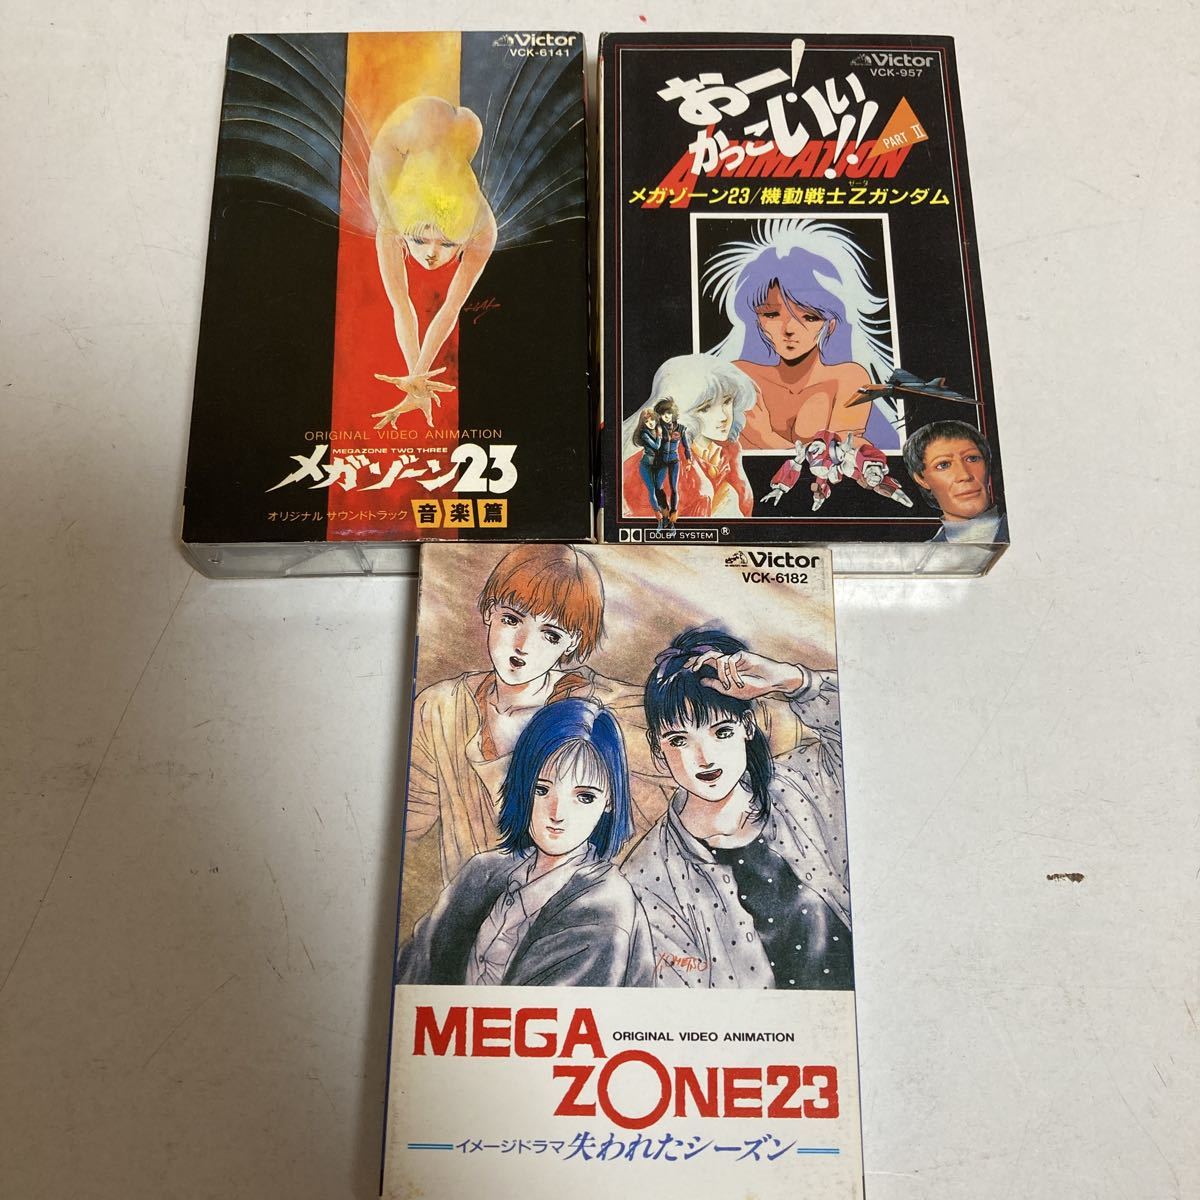 Victor
VCK-6141
ORIGINAL VIDEO ANIMATION
MEGAZONE TWO THREE
メガゾーン23
オリジナル サウンドトラック 音楽篇
Victor
VCK-957
おー!
かっこいい!!
ANIMATION
PART II
ゼータ
メガゾーン23/機動戦士Zガンダム
DOLBY SYSTEM ®
Victor
VCK-6182
YOMETSU
MEGA
ORIGINAL VIDEO ANIMATION
ZONE23
イメージドラマ 失われたシーズン